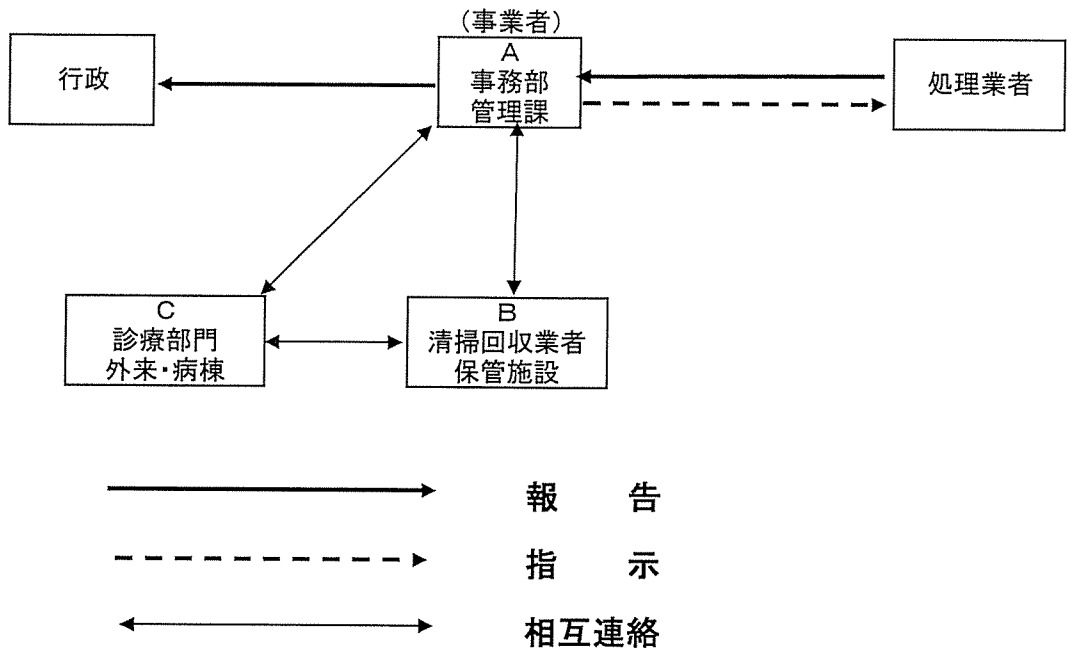 (事業者)
行政
A
事務部
管理課
処理業者
C
診療部門
外来・病棟
B
清掃回収業者
保管施設
報 告
指 示
相互連絡